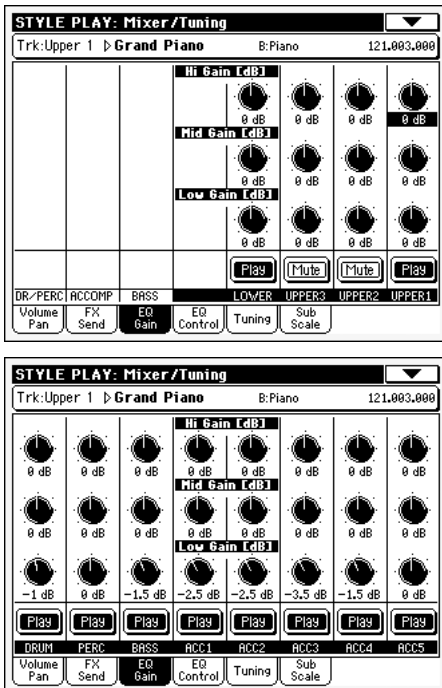 STYLE PLAY: Mixer/Tuning
Trk:Upper 1 ▷Grand Piano B:Piano 121.003.000
Hi Gain [dB]
0 dB 0 dB 0 dB 0 dB
Mid Gain [dB]
0 dB 0 dB 0 dB
Low Gain [dB]
0 dB 0 dB 0 dB 0 dB
Play Mute Mute Play
DR/PERC ACCOMP BASS LOWER UPPER3 UPPER2 UPPER1
Volume Pan FX Send EQ Gain EQ Control Tuning Sub Scale
STYLE PLAY: Mixer/Tuning
Trk:Upper 1 ▷Grand Piano B:Piano 121.003.000
Hi Gain [dB]
0 dB 0 dB 0 dB 0 dB 0 dB 0 dB 0 dB 0 dB
Mid Gain [dB]
0 dB 0 dB 0 dB 0 dB 0 dB 0 dB 0 dB 0 dB
Low Gain [dB]
-1 dB 0 dB -1.5 dB -2.5 dB -2.5 dB -3.5 dB -1.5 dB 0 dB
Play Play Play Play Play Play Play Play
DRUM PERC BASS ACC1 ACC2 ACC3 ACC4 ACC5
Volume Pan FX Send EQ Gain EQ Control Tuning Sub Scale